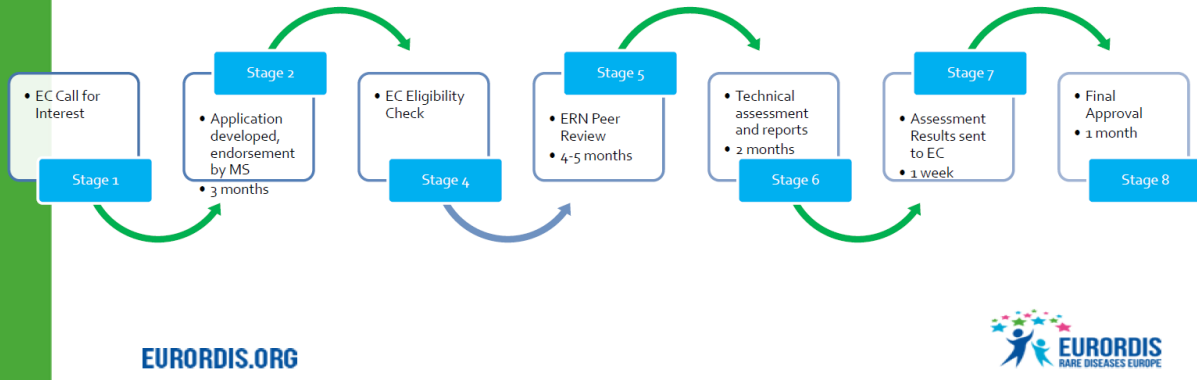 • EC Call for
Interest
Stage 1
Stage 2
• Application
developed,
endorsement
by MS
• 3 months
• EC Eligibility
Check
Stage 4
Stage 5
• ERN Peer
Review
• 4-5 months
• Technical
assessment
and reports
• 2 months
Stage 6
Stage 7
• Assessment
Results sent
to EC
• 1 week
• Final
Approval
• 1 month
Stage 8
EURORDIS.ORG
EURORDIS
RARE DISEASES EUROPE